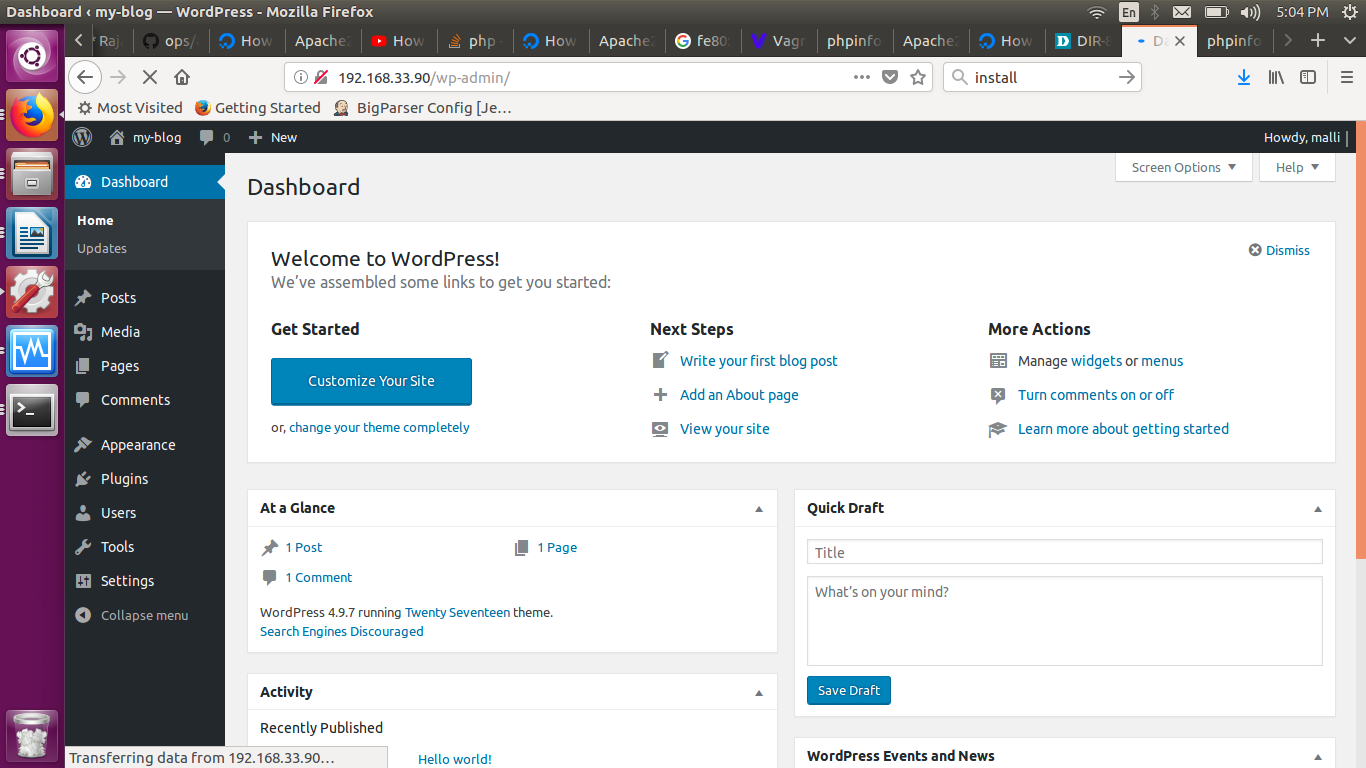 Dashboard ‹ my-blog — WordPress - Mozilla Firefox
En
5:04 PM
* Raj
ops/
How
Apache2
How
php -
How
Apache2
fe80:
Vagr
phpinfo
Apache2
How
DIR-8
Da
phpinfo
192.168.33.90/wp-admin/
install
Most Visited
Getting Started
BigParser Config [Je…
my-blog
0
New
Howdy, malli
Dashboard
Home
Updates
Posts
Media
Pages
Comments
Appearance
Plugins
Users
Tools
Settings
Collapse menu
Screen Options
Help
Dashboard
Welcome to WordPress!
Dismiss
We’ve assembled some links to get you started:
Get Started
Customize Your Site
or, change your theme completely
Next Steps
Write your first blog post
Add an About page
View your site
More Actions
Manage widgets or menus
Turn comments on or off
Learn more about getting started
At a Glance
1 Post
1 Page
1 Comment
WordPress 4.9.7 running Twenty Seventeen theme.
Search Engines Discouraged
Activity
Recently Published
Hello world!
Quick Draft
Title
What’s on your mind?
Save Draft
WordPress Events and News
Transferring data from 192.168.33.90…